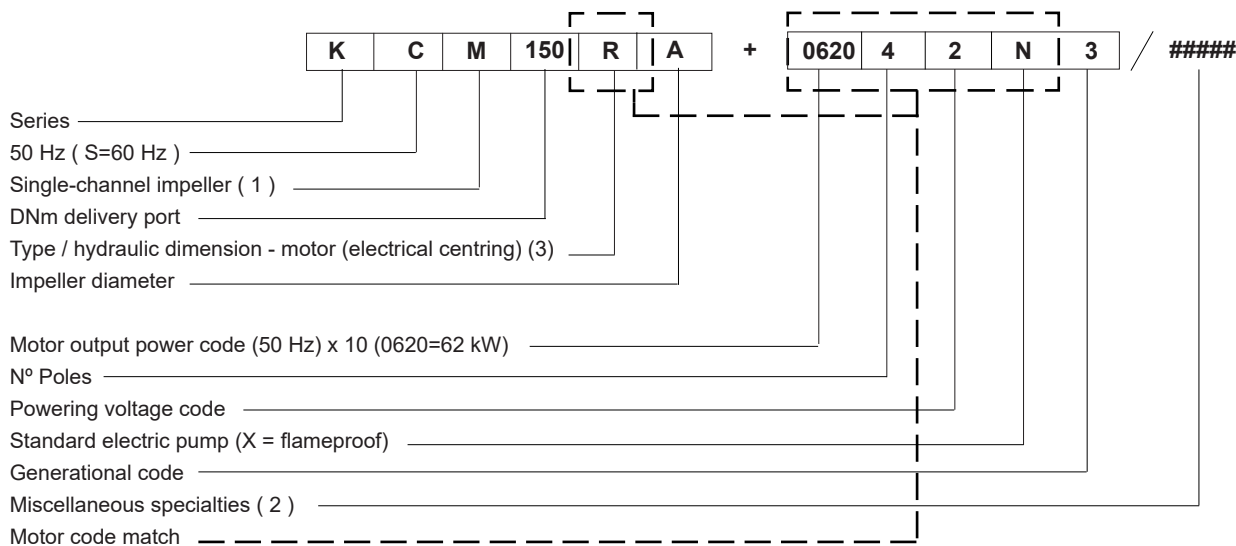 K C M 150 R A + 0620 4 2 N 3 / #####
Series
50 Hz ( S=60 Hz )
Single-channel impeller ( 1 )
DNm delivery port
Type / hydraulic dimension - motor (electrical centring) (3)
Impeller diameter
Motor output power code (50 Hz) x 10 (0620=62 kW)
Nº Poles
Powering voltage code
Standard electric pump (X = flameproof)
Generational code
Miscellaneous specialties ( 2 )
Motor code match